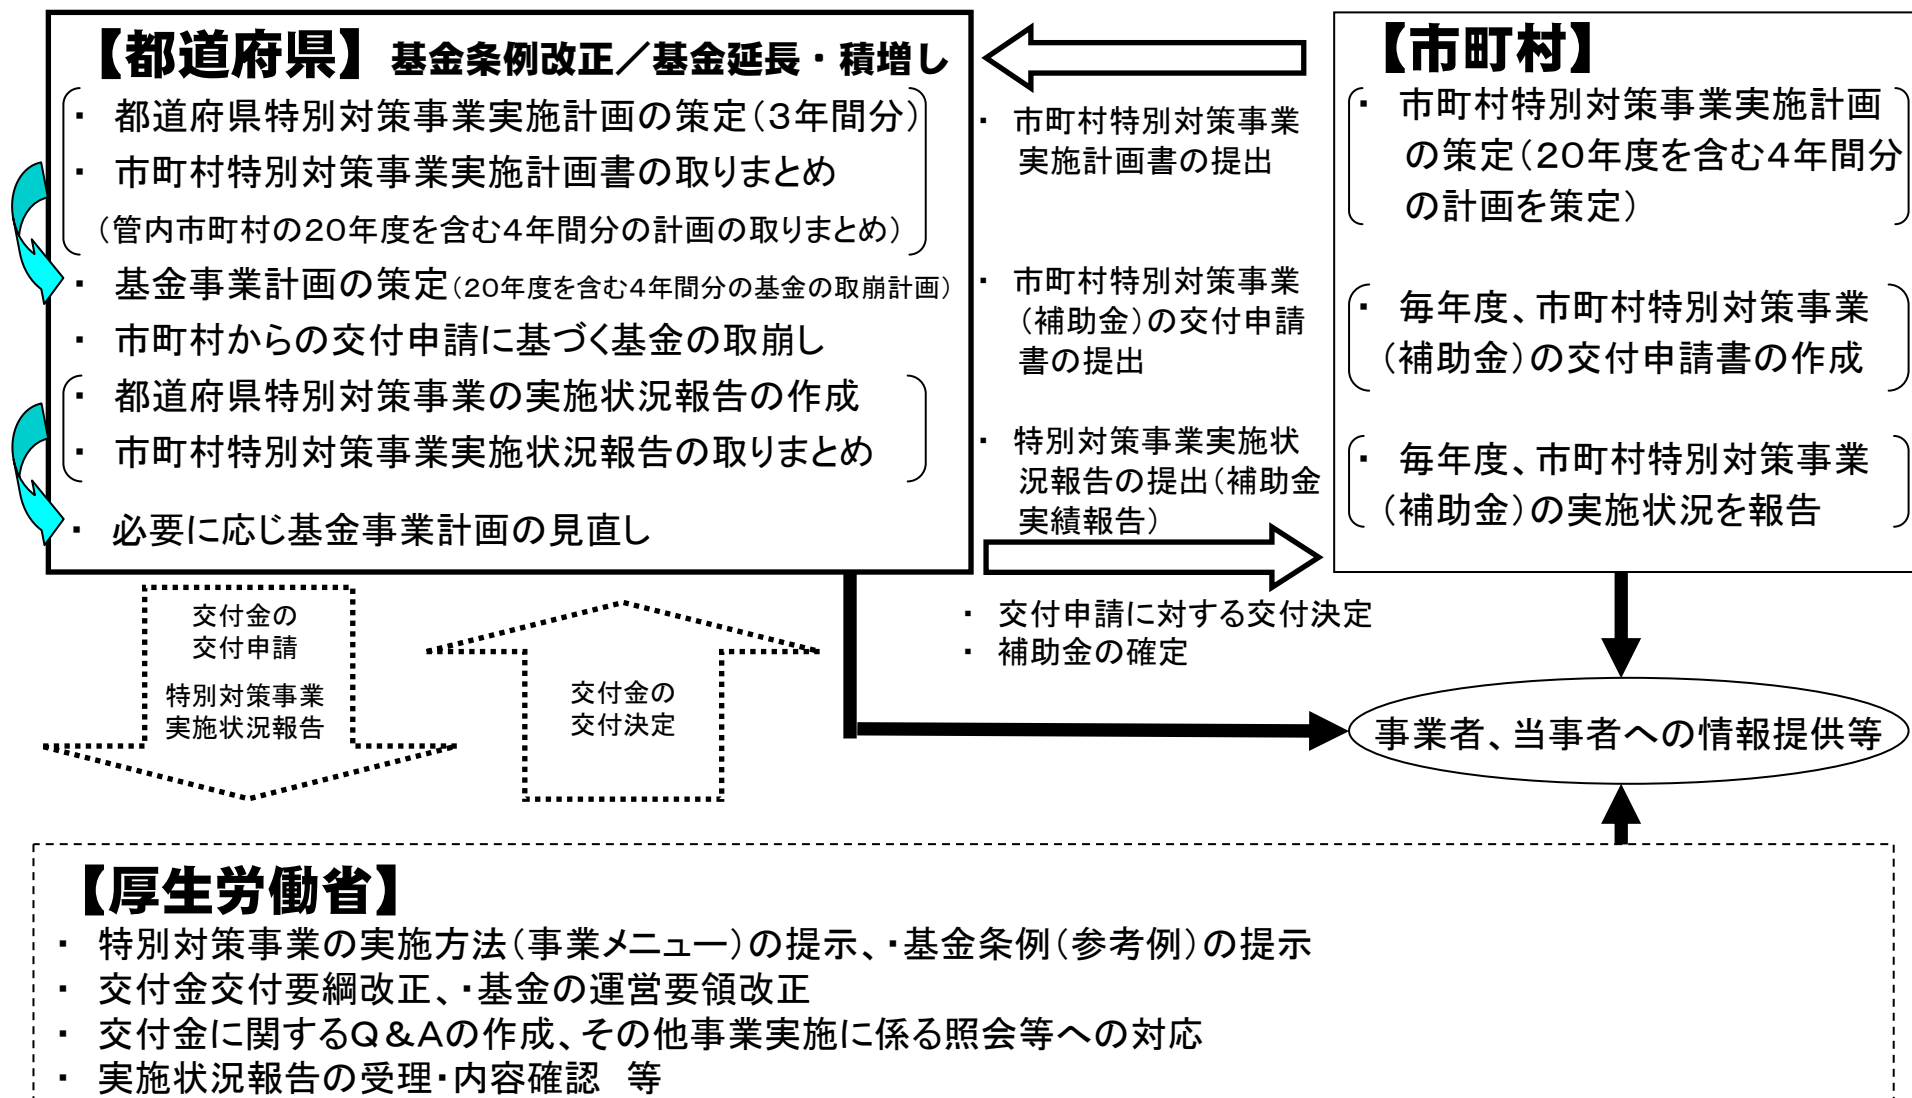 【都道府県】 基金条例改正／基金延長・積増し
・ 都道府県特別対策事業実施計画の策定（３年間分）
・ 市町村特別対策事業実施計画書の取りまとめ
（管内市町村の２０年度を含む４年間分の計画の取りまとめ）
・ 基金事業計画の策定（２０年度を含む４年間分の基金の取崩計画）
・ 市町村からの交付申請に基づく基金の取崩し
・ 都道府県特別対策事業の実施状況報告の作成
・ 市町村特別対策事業実施状況報告の取りまとめ
・ 必要に応じ基金事業計画の見直し
・ 市町村特別対策事業
実施計画書の提出
・ 市町村特別対策事業
（補助金）の交付申請
書の提出
・ 特別対策事業実施状
況報告の提出（補助金
実績報告）
【市町村】
・ 市町村特別対策事業実施計画
の策定（２０年度を含む４年間分
の計画を策定）
・ 毎年度、市町村特別対策事業
（補助金）の交付申請書の作成
・ 毎年度、市町村特別対策事業
（補助金）の実施状況を報告
・ 交付申請に対する交付決定
・ 補助金の確定
交付金の
交付申請
特別対策事業
実施状況報告
交付金の
交付決定
事業者、当事者への情報提供等
【厚生労働省】
・ 特別対策事業の実施方法（事業メニュー）の提示、・基金条例（参考例）の提示
・ 交付金交付要綱改正、・基金の運営要領改正
・ 交付金に関するＱ＆Ａの作成、その他事業実施に係る照会等への対応
・ 実施状況報告の受理・内容確認　等